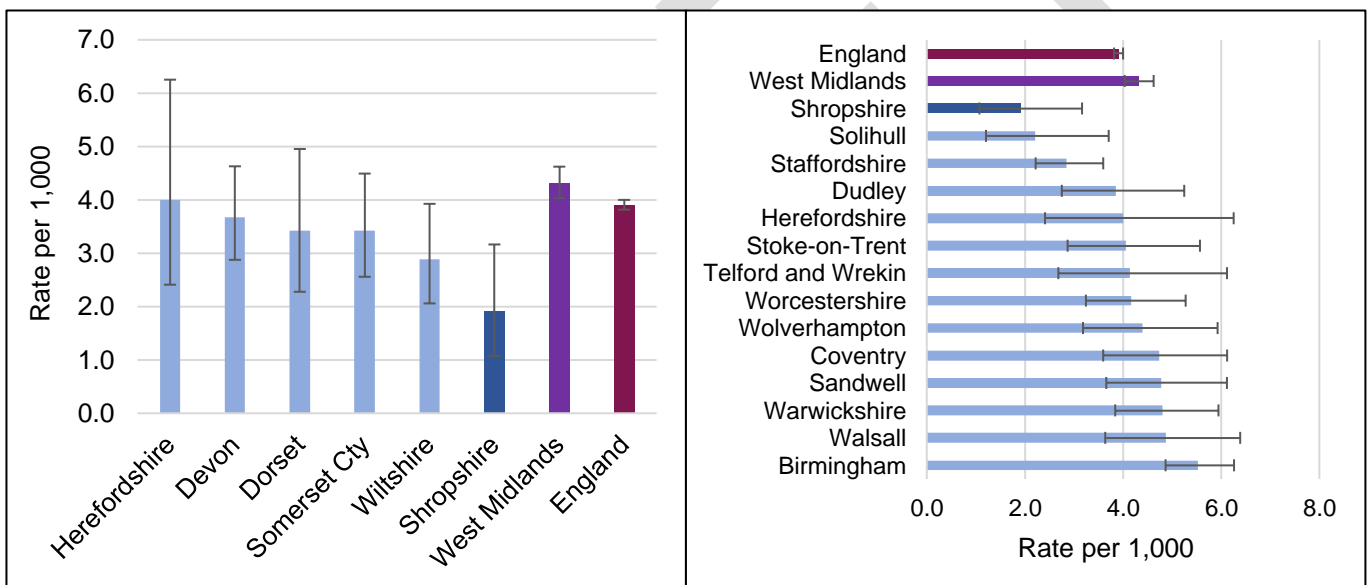 7.0
6.0
5.0
4.0
3.0
2.0
1.0
0.0
Rate per 1,000
Herefordshire
Devon
Dorset
Somerset Cty
Wiltshire
Shropshire
West Midlands
England
England
West Midlands
Shropshire
Solihull
Staffordshire
Dudley
Herefordshire
Stoke-on-Trent
Telford and Wrekin
Worcestershire
Wolverhampton
Coventry
Sandwell
Warwickshire
Walsall
Birmingham
0.0 2.0 4.0 6.0 8.0
Rate per 1,000